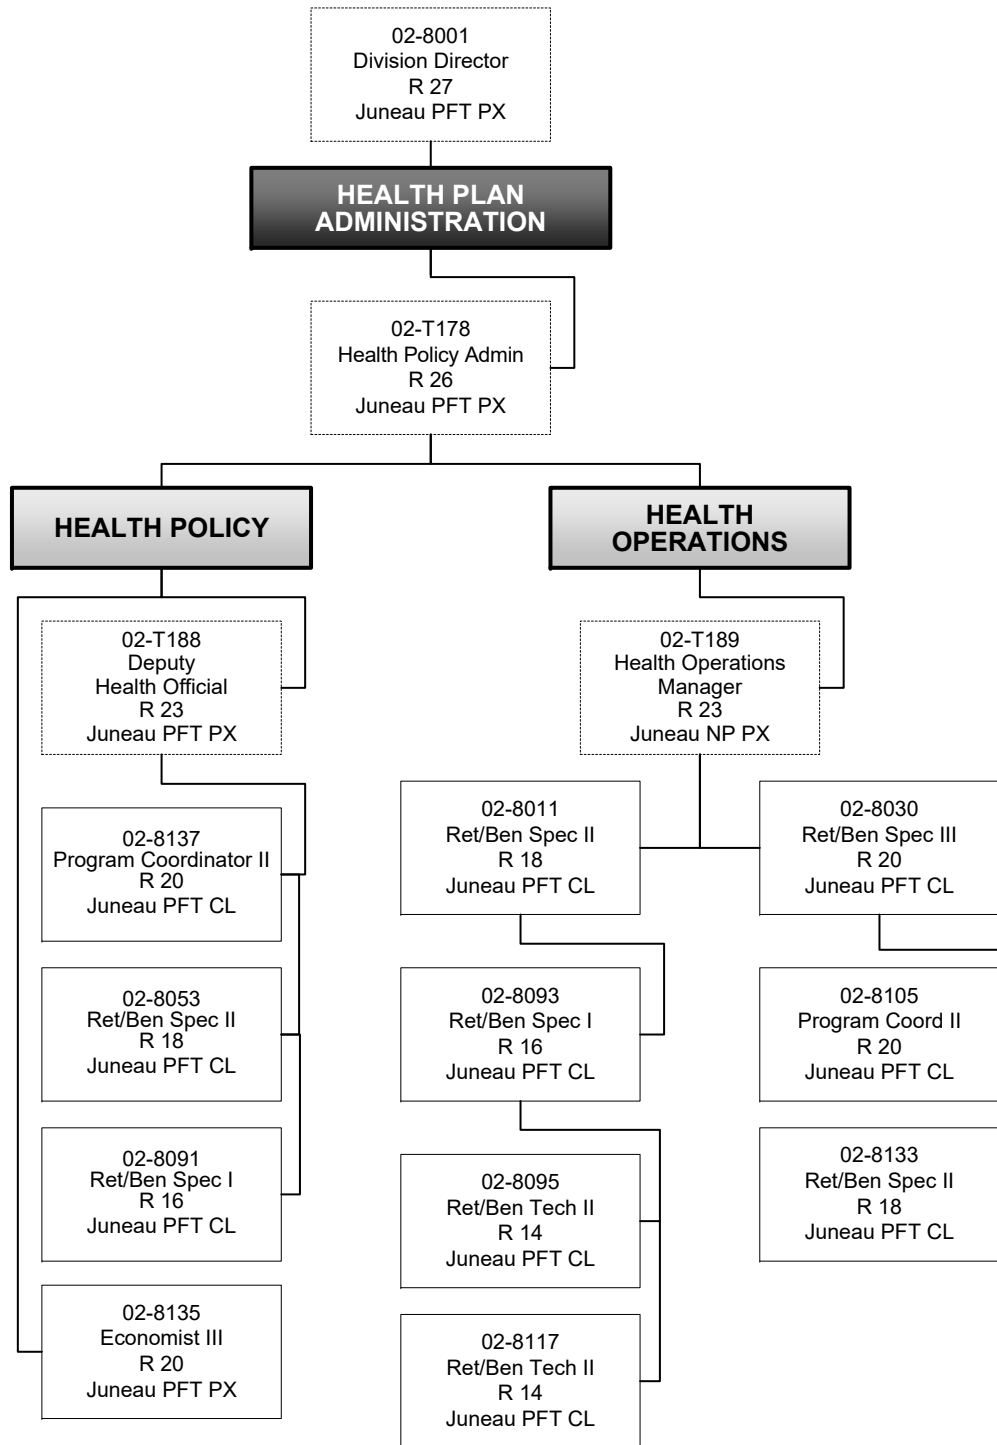 02-8001
Division Director
R 27
Juneau PFT PX
HEALTH PLAN
ADMINISTRATION
02-T178
Health Policy Admin
R 26
Juneau PFT PX
HEALTH POLICY
HEALTH
OPERATIONS
02-T188
Deputy
Health Official
R 23
Juneau PFT PX
02-T189
Health Operations
Manager
R 23
Juneau NP PX
02-8137
Program Coordinator II
R 20
Juneau PFT CL
02-8053
Ret/Ben Spec II
R 18
Juneau PFT CL
02-8091
Ret/Ben Spec I
R 16
Juneau PFT CL
02-8135
Economist III
R 20
Juneau PFT PX
02-8011
Ret/Ben Spec II
R 18
Juneau PFT CL
02-8093
Ret/Ben Spec I
R 16
Juneau PFT CL
02-8095
Ret/Ben Tech II
R 14
Juneau PFT CL
02-8117
Ret/Ben Tech II
R 14
Juneau PFT CL
02-8030
Ret/Ben Spec III
R 20
Juneau PFT CL
02-8105
Program Coord II
R 20
Juneau PFT CL
02-8133
Ret/Ben Spec II
R 18
Juneau PFT CL